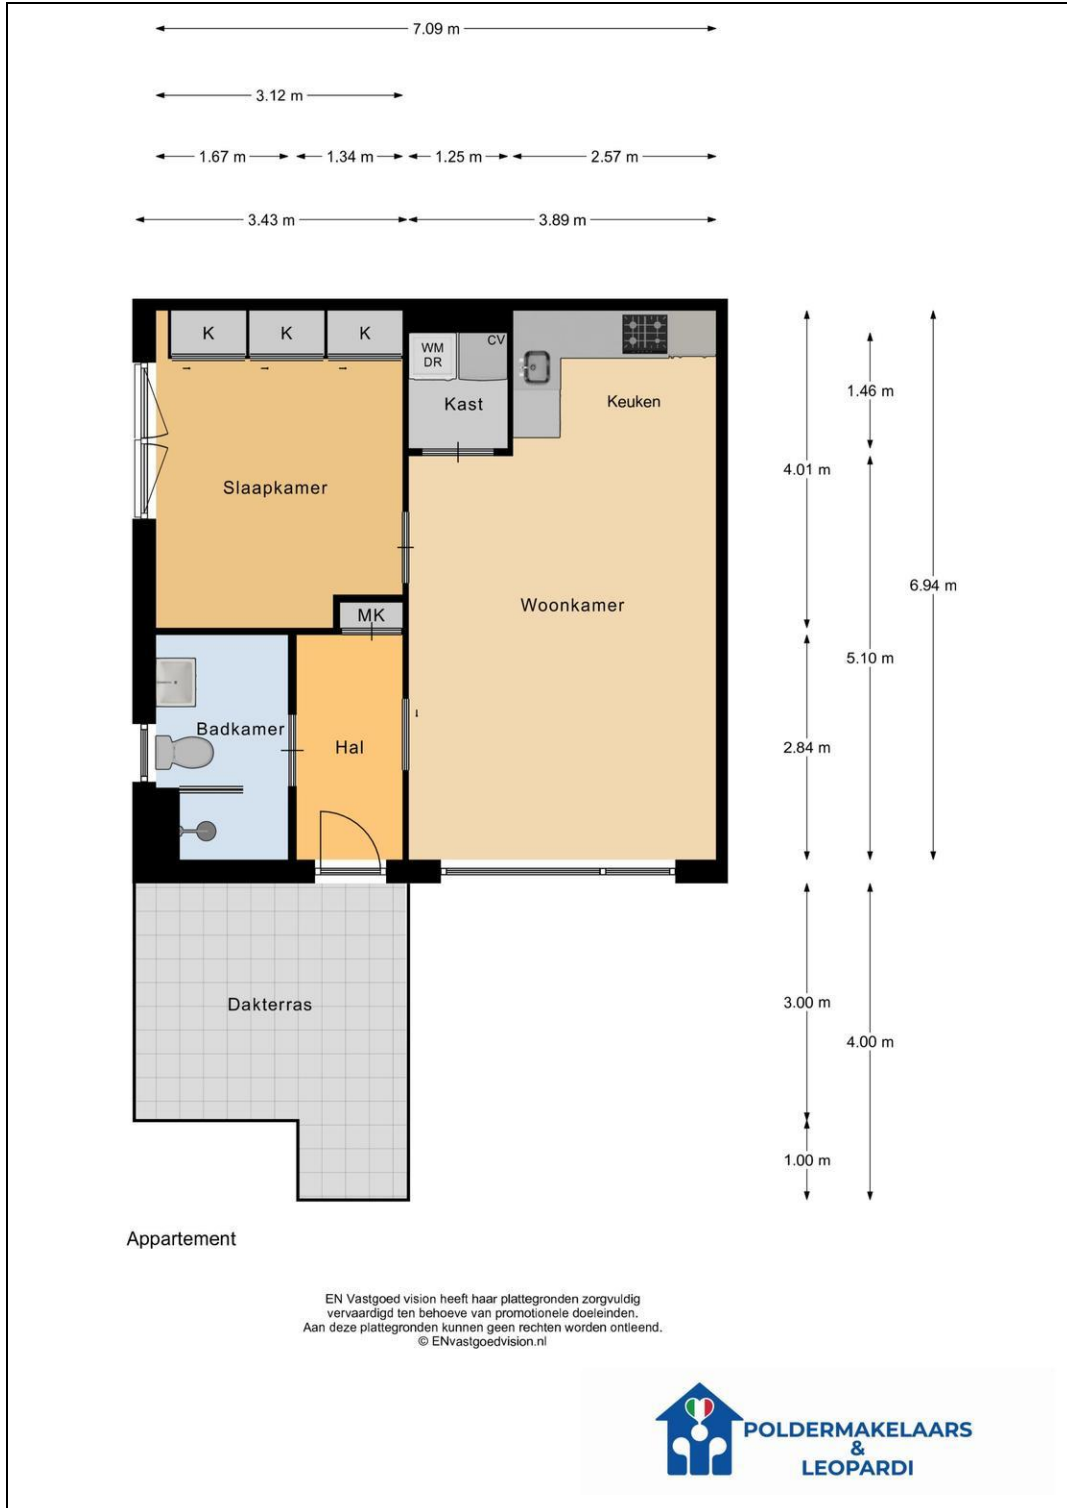 7.09 m
3.12 m
1.67 m
1.34 m
1.25 m
2.57 m
3.43 m
3.89 m
K
K
K
WM
DR
CV
Kast
Keuken
1.46 m
4.01 m
Slaapkamer
6.94 m
Woonkamer
MK
5.10 m
Badkamer
Hal
2.84 m
Dakterras
3.00 m
4.00 m
1.00 m
Appartement
EN Vastgoed vision heeft haar plattegronden zorgvuldig
vervaardigd ten behoeve van promotionele doeleinden.
Aan deze plattegronden kunnen geen rechten worden ontleend.
© ENvastgoedvision.nl
POLDERMAKELAARS
&
LEOPARDI